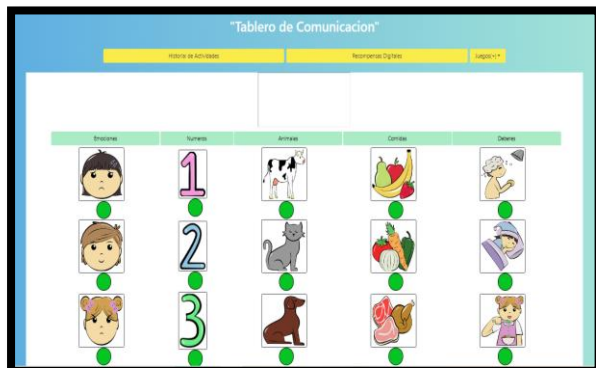 "Tablero de Comunicacion"
Historial de Actividades
Recompensas Digitales
Juegos(+)
Emociones
Numeros
Animales
Comidas
Deberes
1
2
3